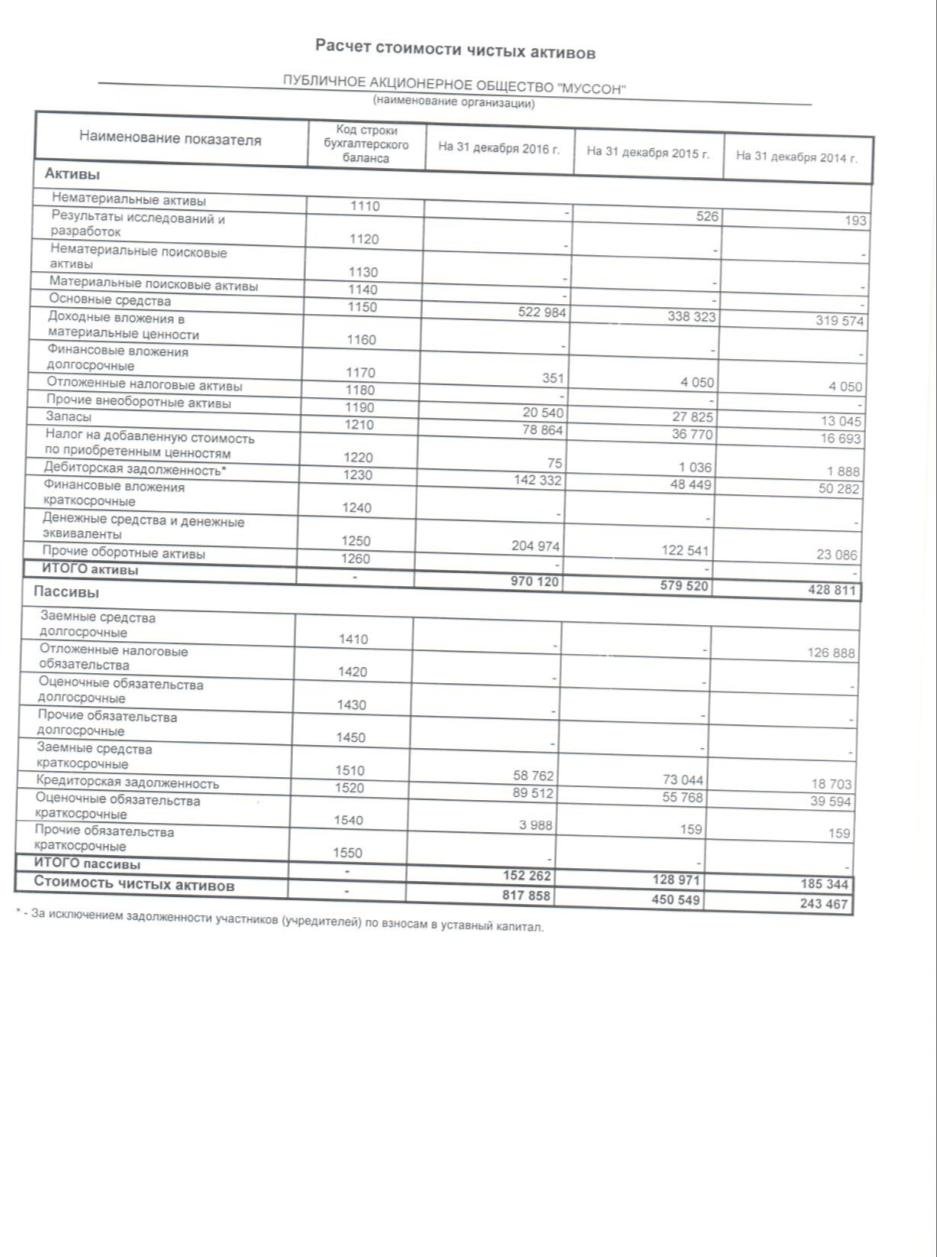 Расчет стоимости чистых активов
ПУБЛИЧНОЕ АКЦИОНЕРНОЕ ОБЩЕСТВО "МУССОН"
(наименование организации)
Наименование показателя | Код строки бухгалтерского баланса | На 31 декабря 2016 г. | На 31 декабря 2015 г. | На 31 декабря 2014 г.
Активы
Нематериальные активы 1110 - 526 193
Результаты исследований и
разработок 1120 - - -
Нематериальные поисковые
активы 1130 - - -
Материальные поисковые активы 1140 - - -
Основные средства 1150 522 984 338 323 319 574
Доходные вложения в
материальные ценности 1160 - - -
Финансовые вложения
долгосрочные 1170 351 4 050 4 050
Отложенные налоговые активы 1180 - - -
Прочие внеоборотные активы 1190 20 540 27 825 13 045
Запасы 1210 78 864 36 770 16 693
Налог на добавленную стоимость
по приобретенным ценностям 1220 75 1 036 1 888
Дебиторская задолженность* 1230 142 332 48 449 50 282
Финансовые вложения
краткосрочные 1240 - - -
Денежные средства и денежные
эквиваленты 1250 204 974 122 541 23 086
Прочие оборотные активы 1260 - - -
ИТОГО активы - 970 120 579 520 428 811
Пассивы
Заемные средства
долгосрочные 1410 - - 126 888
Отложенные налоговые
обязательства 1420 - - -
Оценочные обязательства
долгосрочные 1430 - - -
Прочие обязательства
долгосрочные 1450 - - -
Заемные средства
краткосрочные 1510 58 762 73 044 18 703
Кредиторская задолженность 1520 89 512 55 768 39 594
Оценочные обязательства
краткосрочные 1540 3 988 159 159
Прочие обязательства
краткосрочные 1550 - - -
ИТОГО пассивы - 152 262 128 971 185 344
Стоимость чистых активов - 817 858 450 549 243 467
* - За исключением задолженности участников (учредителей) по взносам в уставный капитал.